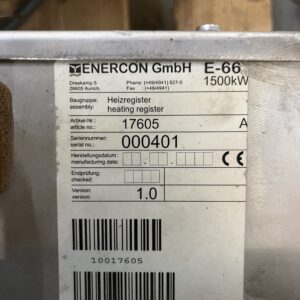 ENERCON GmbH E-66
Dreekamp 5 Phone: (+49/4941) 927-0 1500kW
26605 Aurich, Fax : (+49/4941)
Baugruppe: Heizregister
assembly: heating register
Artikel-Nr.: 17605 A
article no.:
Seriennummer: 000401
serial no.:
Herstellungsdatum
manufacturing date: CE
Endprüfung:
checked:
Version: 1.0
version:
10017605